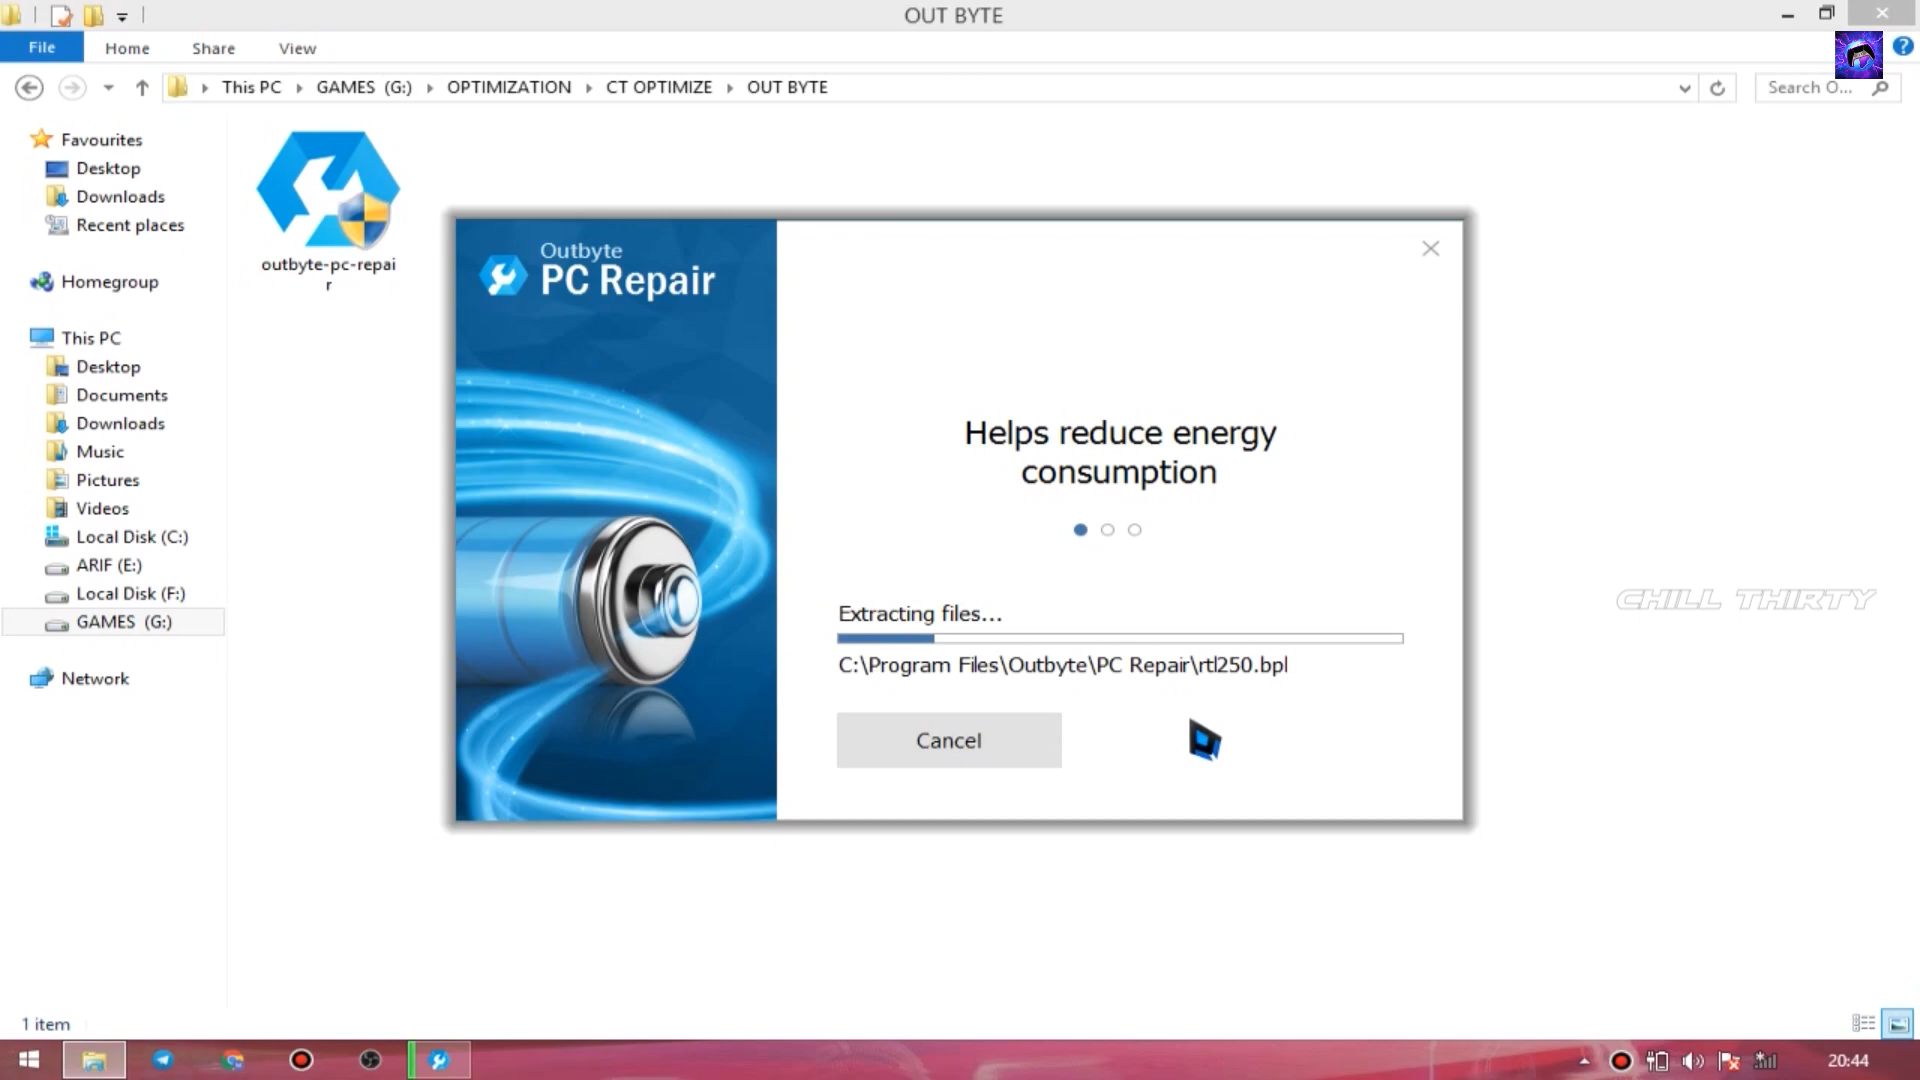 OUT BYTE
File Home Share View
This PC GAMES (G:) OPTIMIZATION CT OPTIMIZE OUT BYTE
Search O...
Favourites
Desktop
Downloads
Recent places
Homegroup
This PC
Desktop
Documents
Downloads
Music
Pictures
Videos
Local Disk (C:)
ARIF (E:)
Local Disk (F:)
GAMES (G:)
Network
outbyte-pc-repai
r
Outbyte
PC Repair
Helps reduce energy
consumption
Extracting files...
C:\Program Files\Outbyte\PC Repair\rtl250.bpl
Cancel
CHILL THIRTY
1 item
20:44